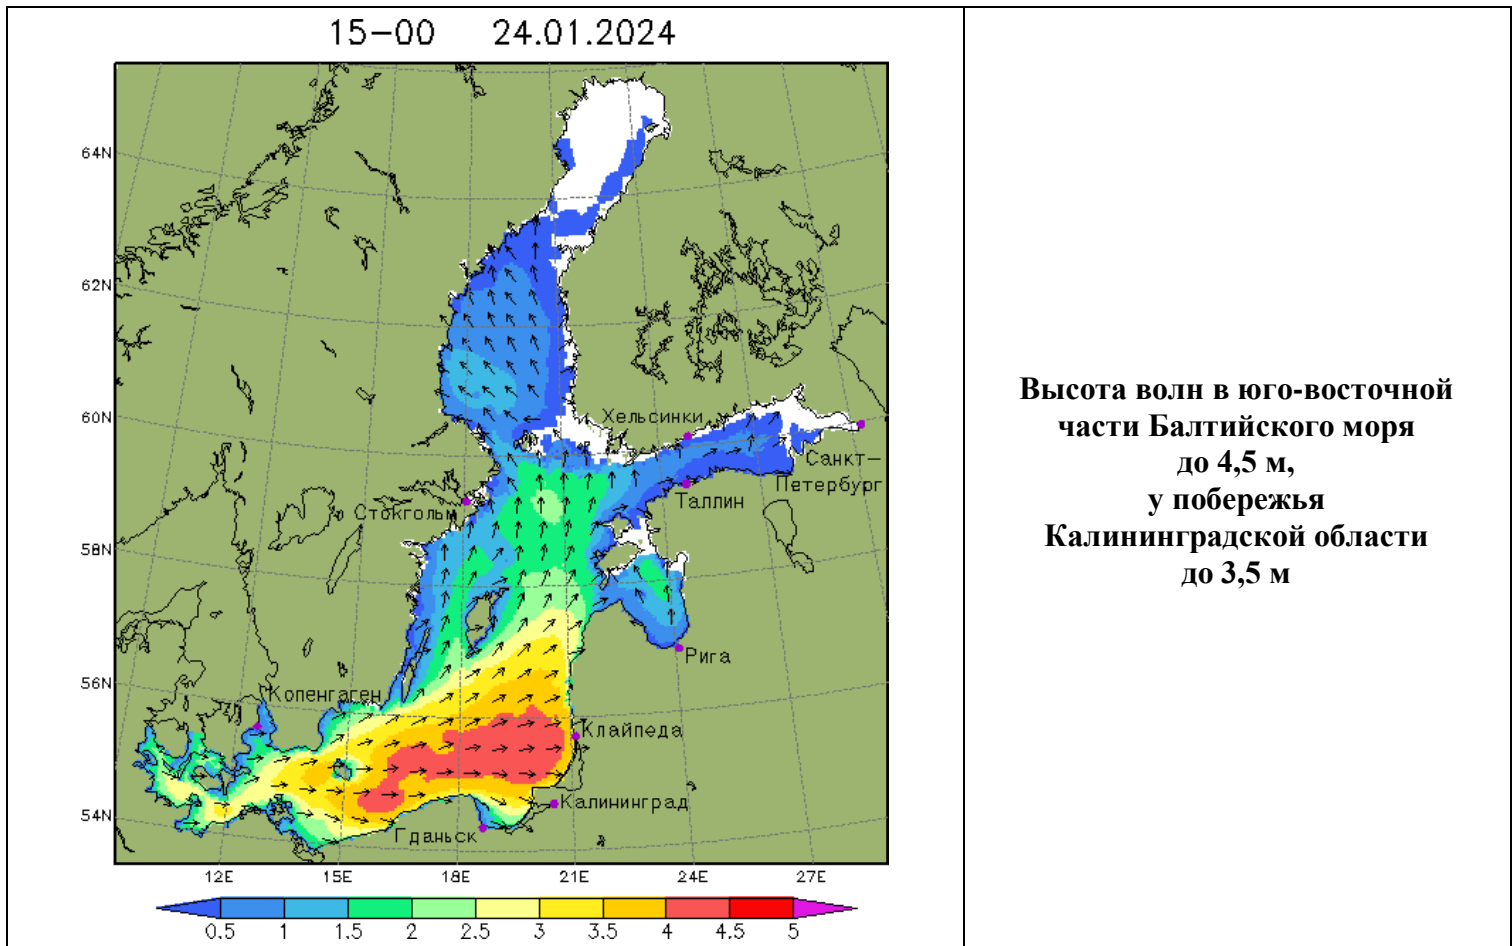 15-00 24.01.2024
64N
62N
60N
58N
56N
54N
Хельсинки
Санкт-
Петербург
Таллин
Стокгольм
Рига
Копенгаген
Клайпеда
Калининград
Гданьск
12E 15E 18E 21E 24E 27E
0.5 1 1.5 2 2.5 3 3.5 4 4.5 5
Высота волн в юго-восточной
части Балтийского моря
до 4,5 м,
у побережья
Калининградской области
до 3,5 м